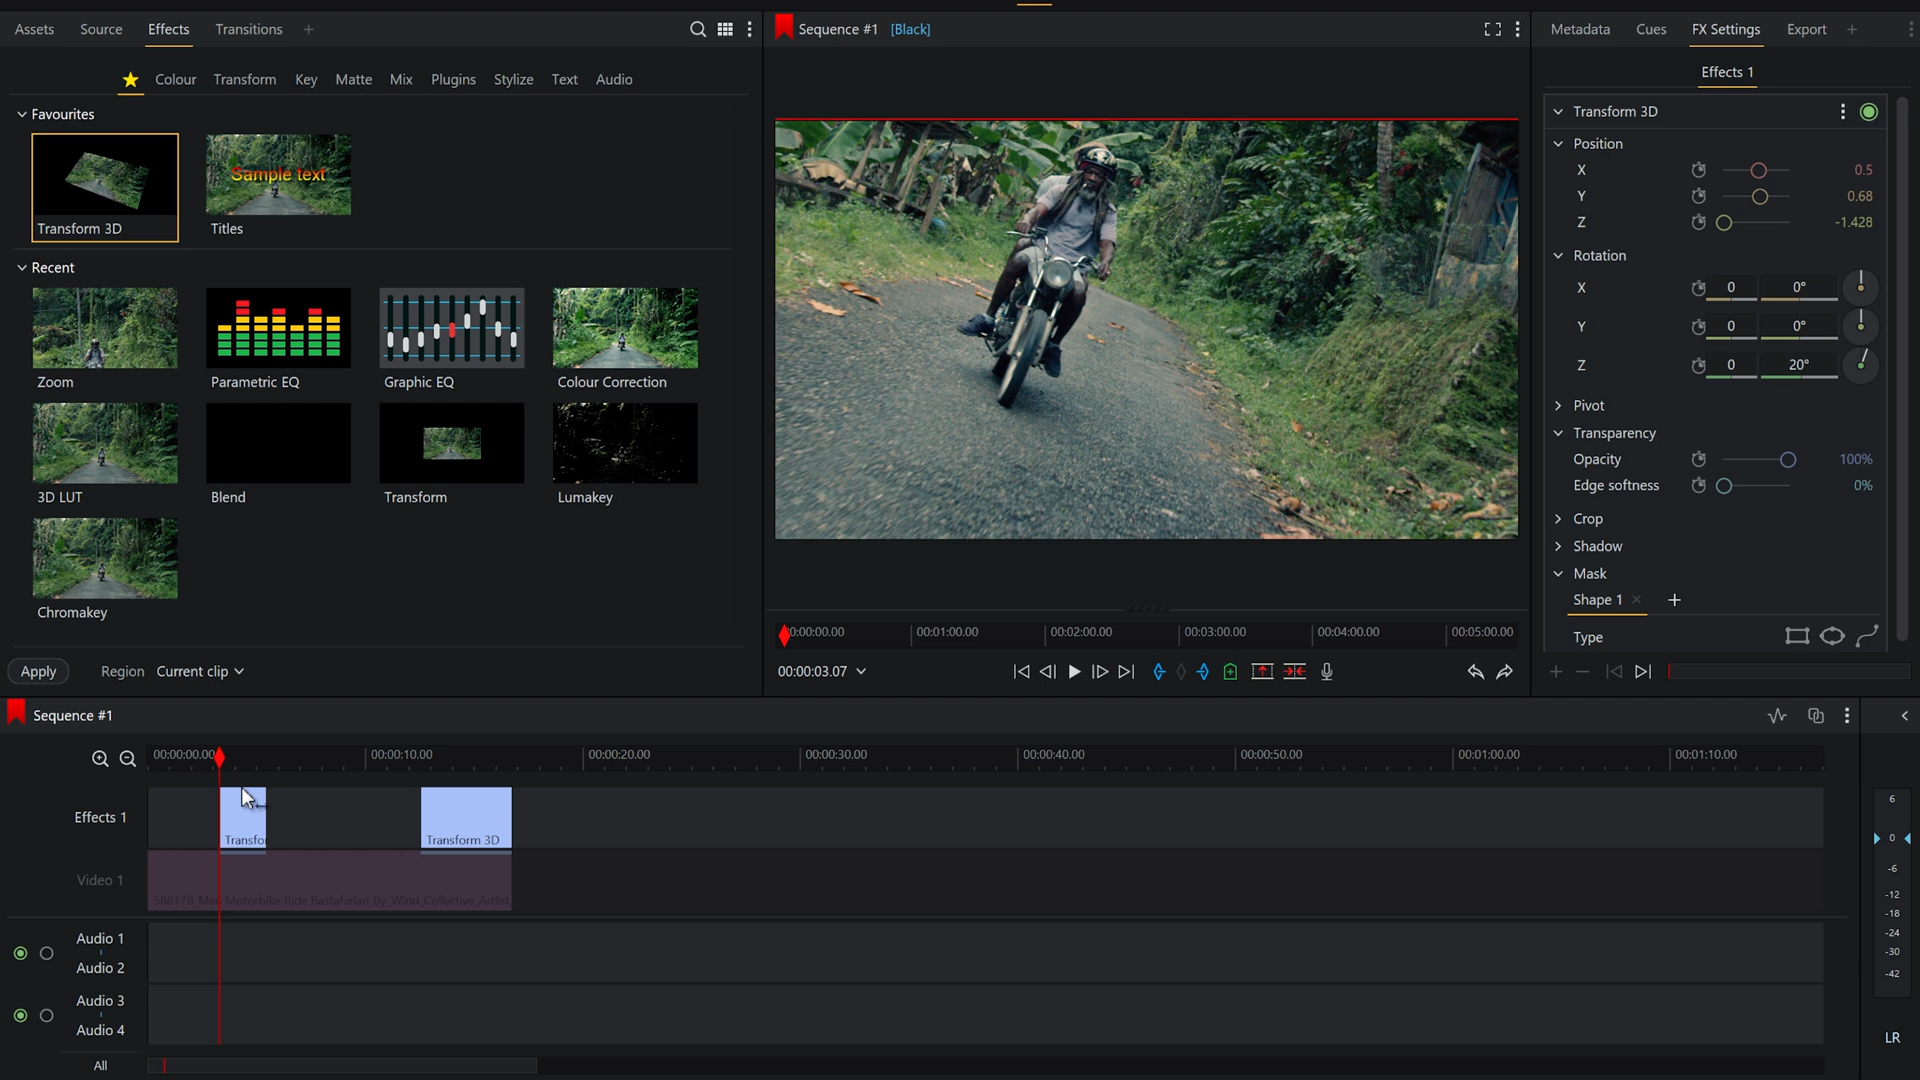 Assets Source Effects Transitions +
Sequence #1 [Black]
Metadata Cues FX Settings Export +
Colour Transform Key Matte Mix Plugins Stylize Text Audio
Effects 1
Favourites
Sample text
Transform 3D Titles
Recent
Zoom Parametric EQ Graphic EQ Colour Correction
3D LUT Blend Transform Lumakey
Chromakey
Apply Region Current clip
Transform 3D
Position
X 0.5
Y 0.68
Z -1.428
Rotation
X 0 0°
Y 0 0°
Z 0 20°
Pivot
Transparency
Opacity 100%
Edge softness 0%
Crop
Shadow
Mask
Shape 1 × +
Type
00:00:00.00 00:01:00.00 00:02:00.00 00:03:00.00 00:04:00.00 00:05:00.00
00:00:03.07
Sequence #1
00:00:00.00 00:00:10.00 00:00:20.00 00:00:30.00 00:00:40.00 00:00:50.00 00:01:00.00 00:01:10.00
Effects 1
Transfo Transform 3D
Video 1
Motorbike Ride Rastafarian_By_Wind_Collective_Artlist
Audio 1
Audio 2
Audio 3
Audio 4
All
6
0
-6
-12
-18
-24
-30
-42
LR